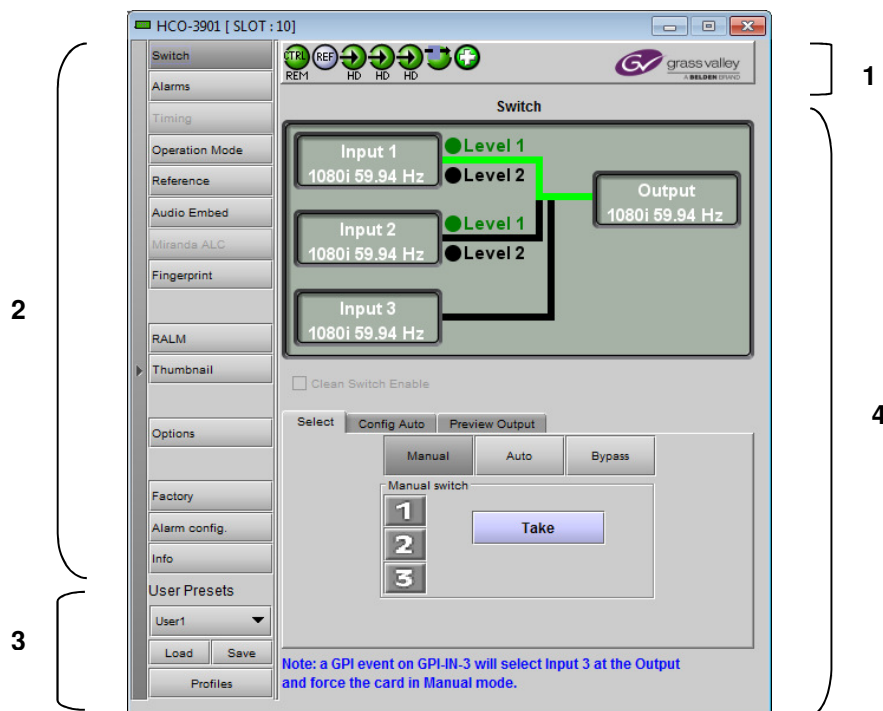 HCO-3901 [ SLOT : 10]
Switch
Alarms
Timing
Operation Mode
Reference
Audio Embed
Miranda ALC
Fingerprint
RALM
Thumbnail
Options
Factory
Alarm config.
Info
User Presets
User1
Load Save
Profiles
CTRL REF
REM HD HD HD
GV grass valley
A BELDEN BRAND
Switch
Input 1
1080i 59.94 Hz
Level 1
Level 2
Input 2
1080i 59.94 Hz
Level 1
Level 2
Input 3
1080i 59.94 Hz
Output
1080i 59.94 Hz
Clean Switch Enable
Select Config Auto Preview Output
Manual Auto Bypass
Manual switch
1
2
3
Take
Note: a GPI event on GPI-IN-3 will select Input 3 at the Output
and force the card in Manual mode.
1
2
3
4